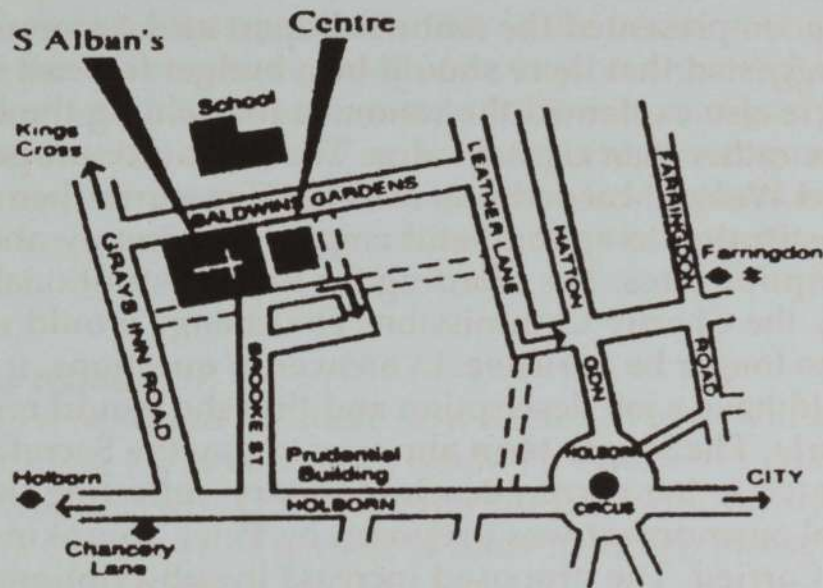 S Alban's
Centre
School
Kings
Cross
BALDWINS GARDENS
LEATHER LANE
HATTON
GDN
FARRINGDON
ROAD
Farringdon
GRAYS INN ROAD
BROOKE ST
Prudential
Building
HOLBORN
CIRCUS
Holborn
HOLBORN
CITY
Chancery
Lane